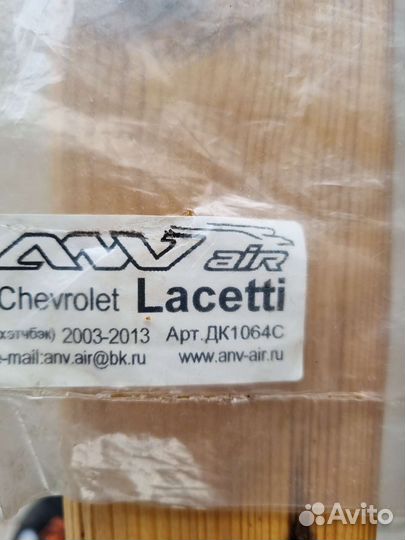 ANV air
Chevrolet Lacetti
(хэтчбэк) 2003-2013 Арт.ДК1064С
e-mail:anv.air@bk.ru www.anv-air.ru
Avito